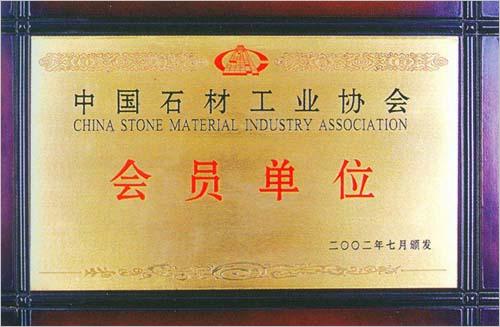 中国石材工业协会
CHINA STONE MATERIAL INDUSTRY ASSOCIATION
会员单位
二〇〇二年七月颁发